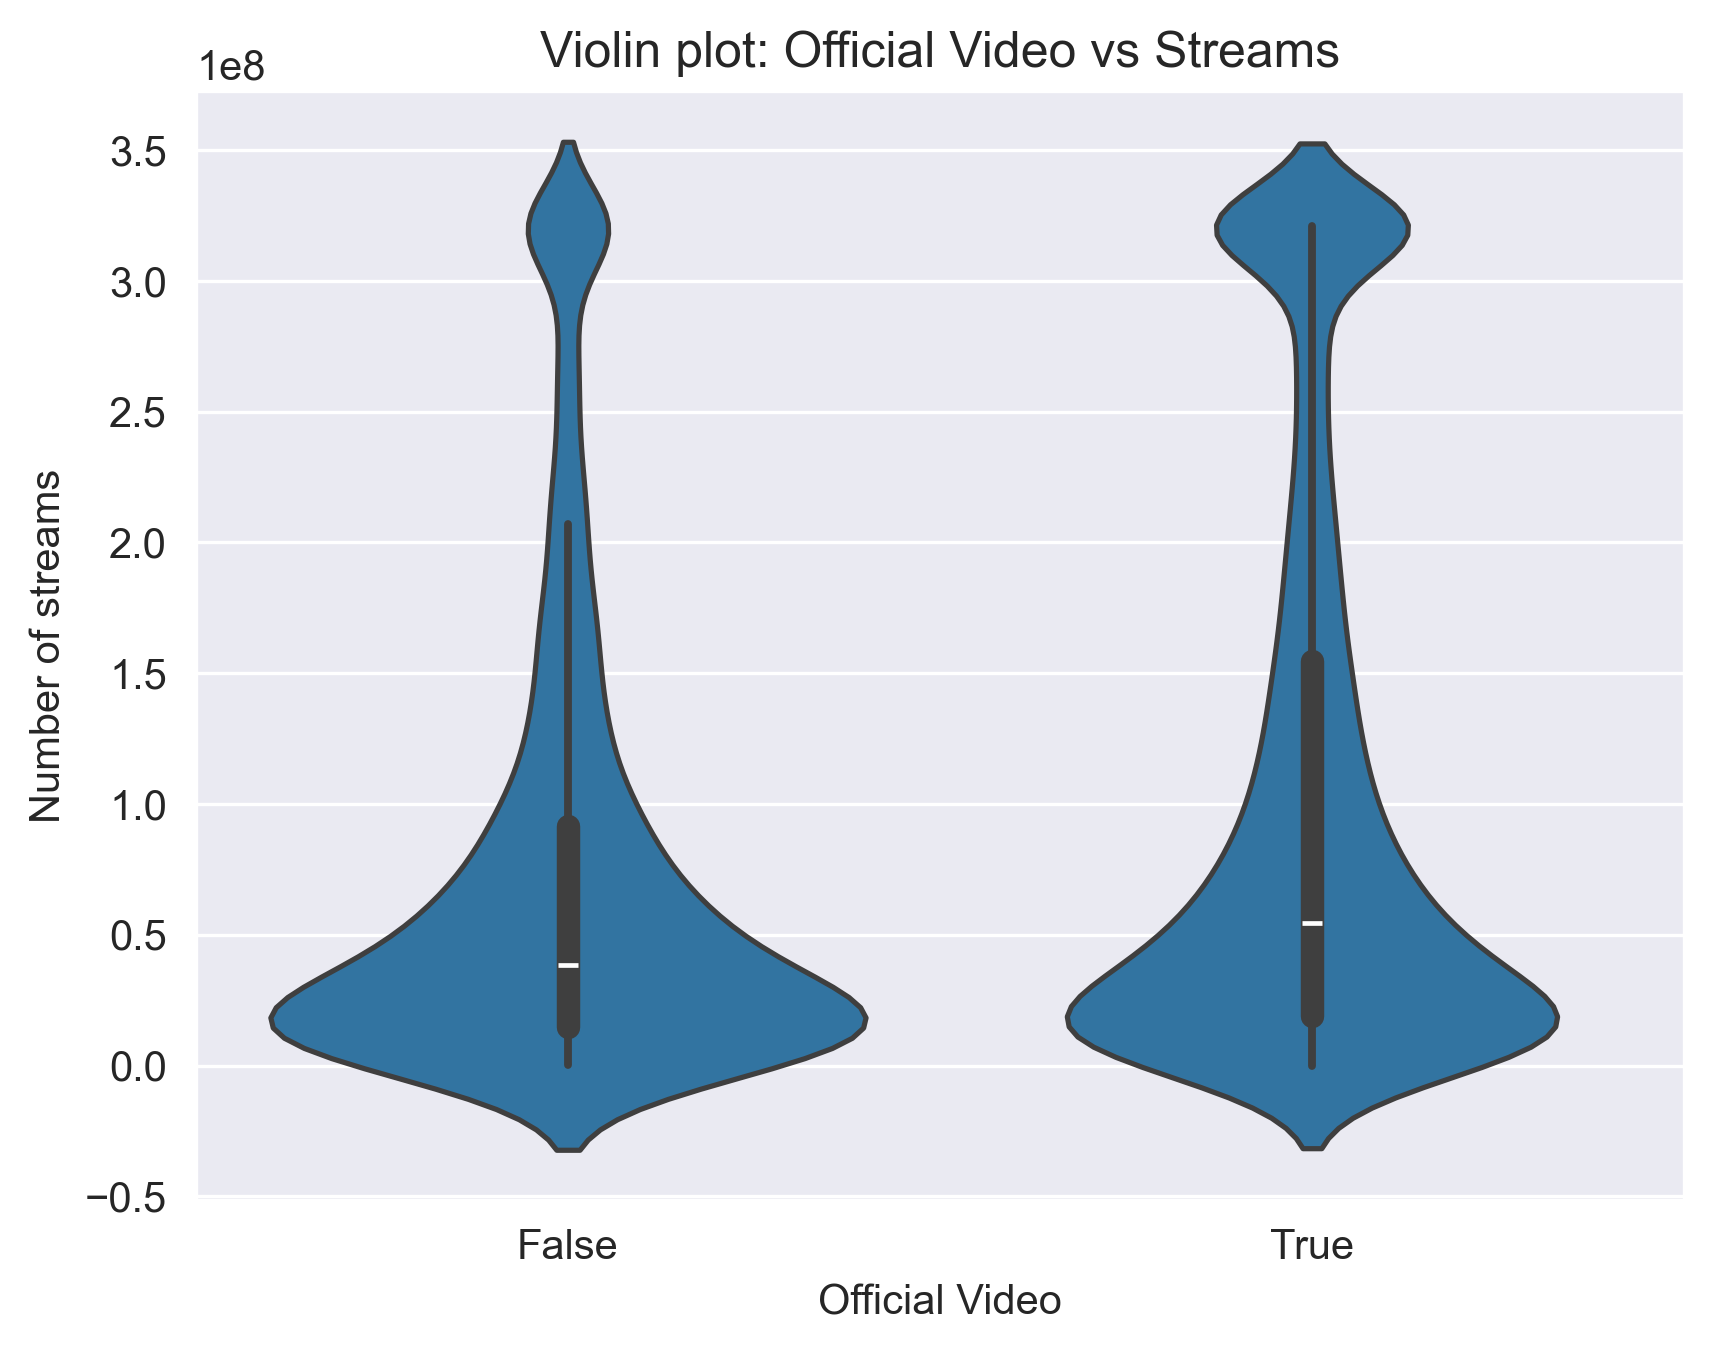 Violin plot: Official Video vs Streams
1e8
3.5
3.0
2.5
2.0
1.5
1.0
0.5
0.0
−0.5
Number of streams
False
True
Official Video